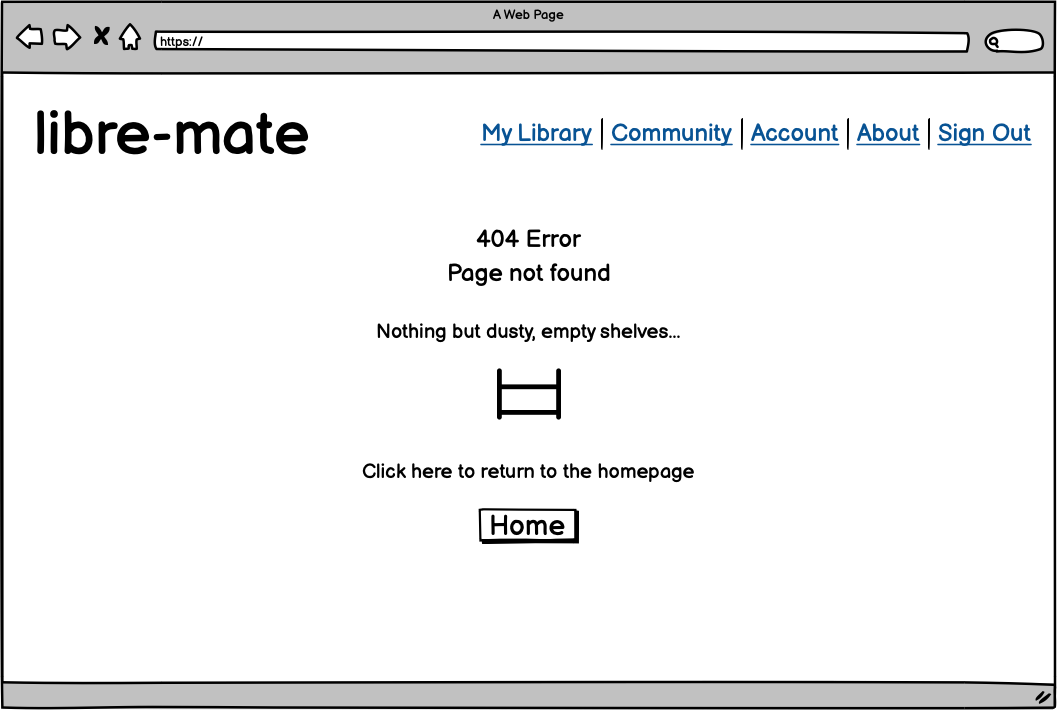 A Web Page
https://
libre-mate
My Library | Community | Account | About | Sign Out
404 Error
Page not found
Nothing but dusty, empty shelves...
Click here to return to the homepage
Home